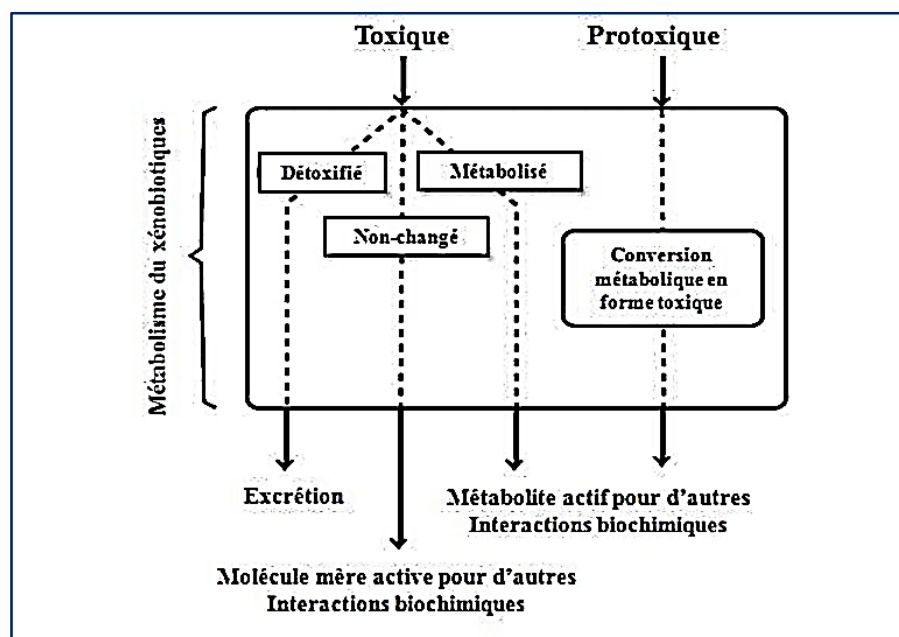 Toxique
Protoxique
Métabolisme du xénobiotiques
Détoxifié
Métabolisé
Non-changé
Conversion
métabolique en
forme toxique
Excrétion
Métabolite actif pour d'autres
Interactions biochimiques
Molécule mère active pour d'autres
Interactions biochimiques